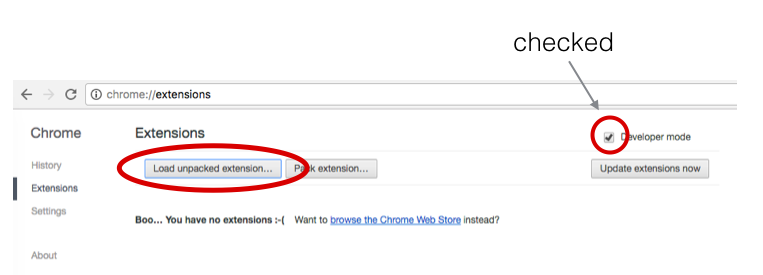 checked
chrome://extensions
Chrome
Extensions
Developer mode
History
Load unpacked extension...
Pack extension...
Update extensions now
Extensions
Settings
Boo... You have no extensions :-( Want to browse the Chrome Web Store instead?
About